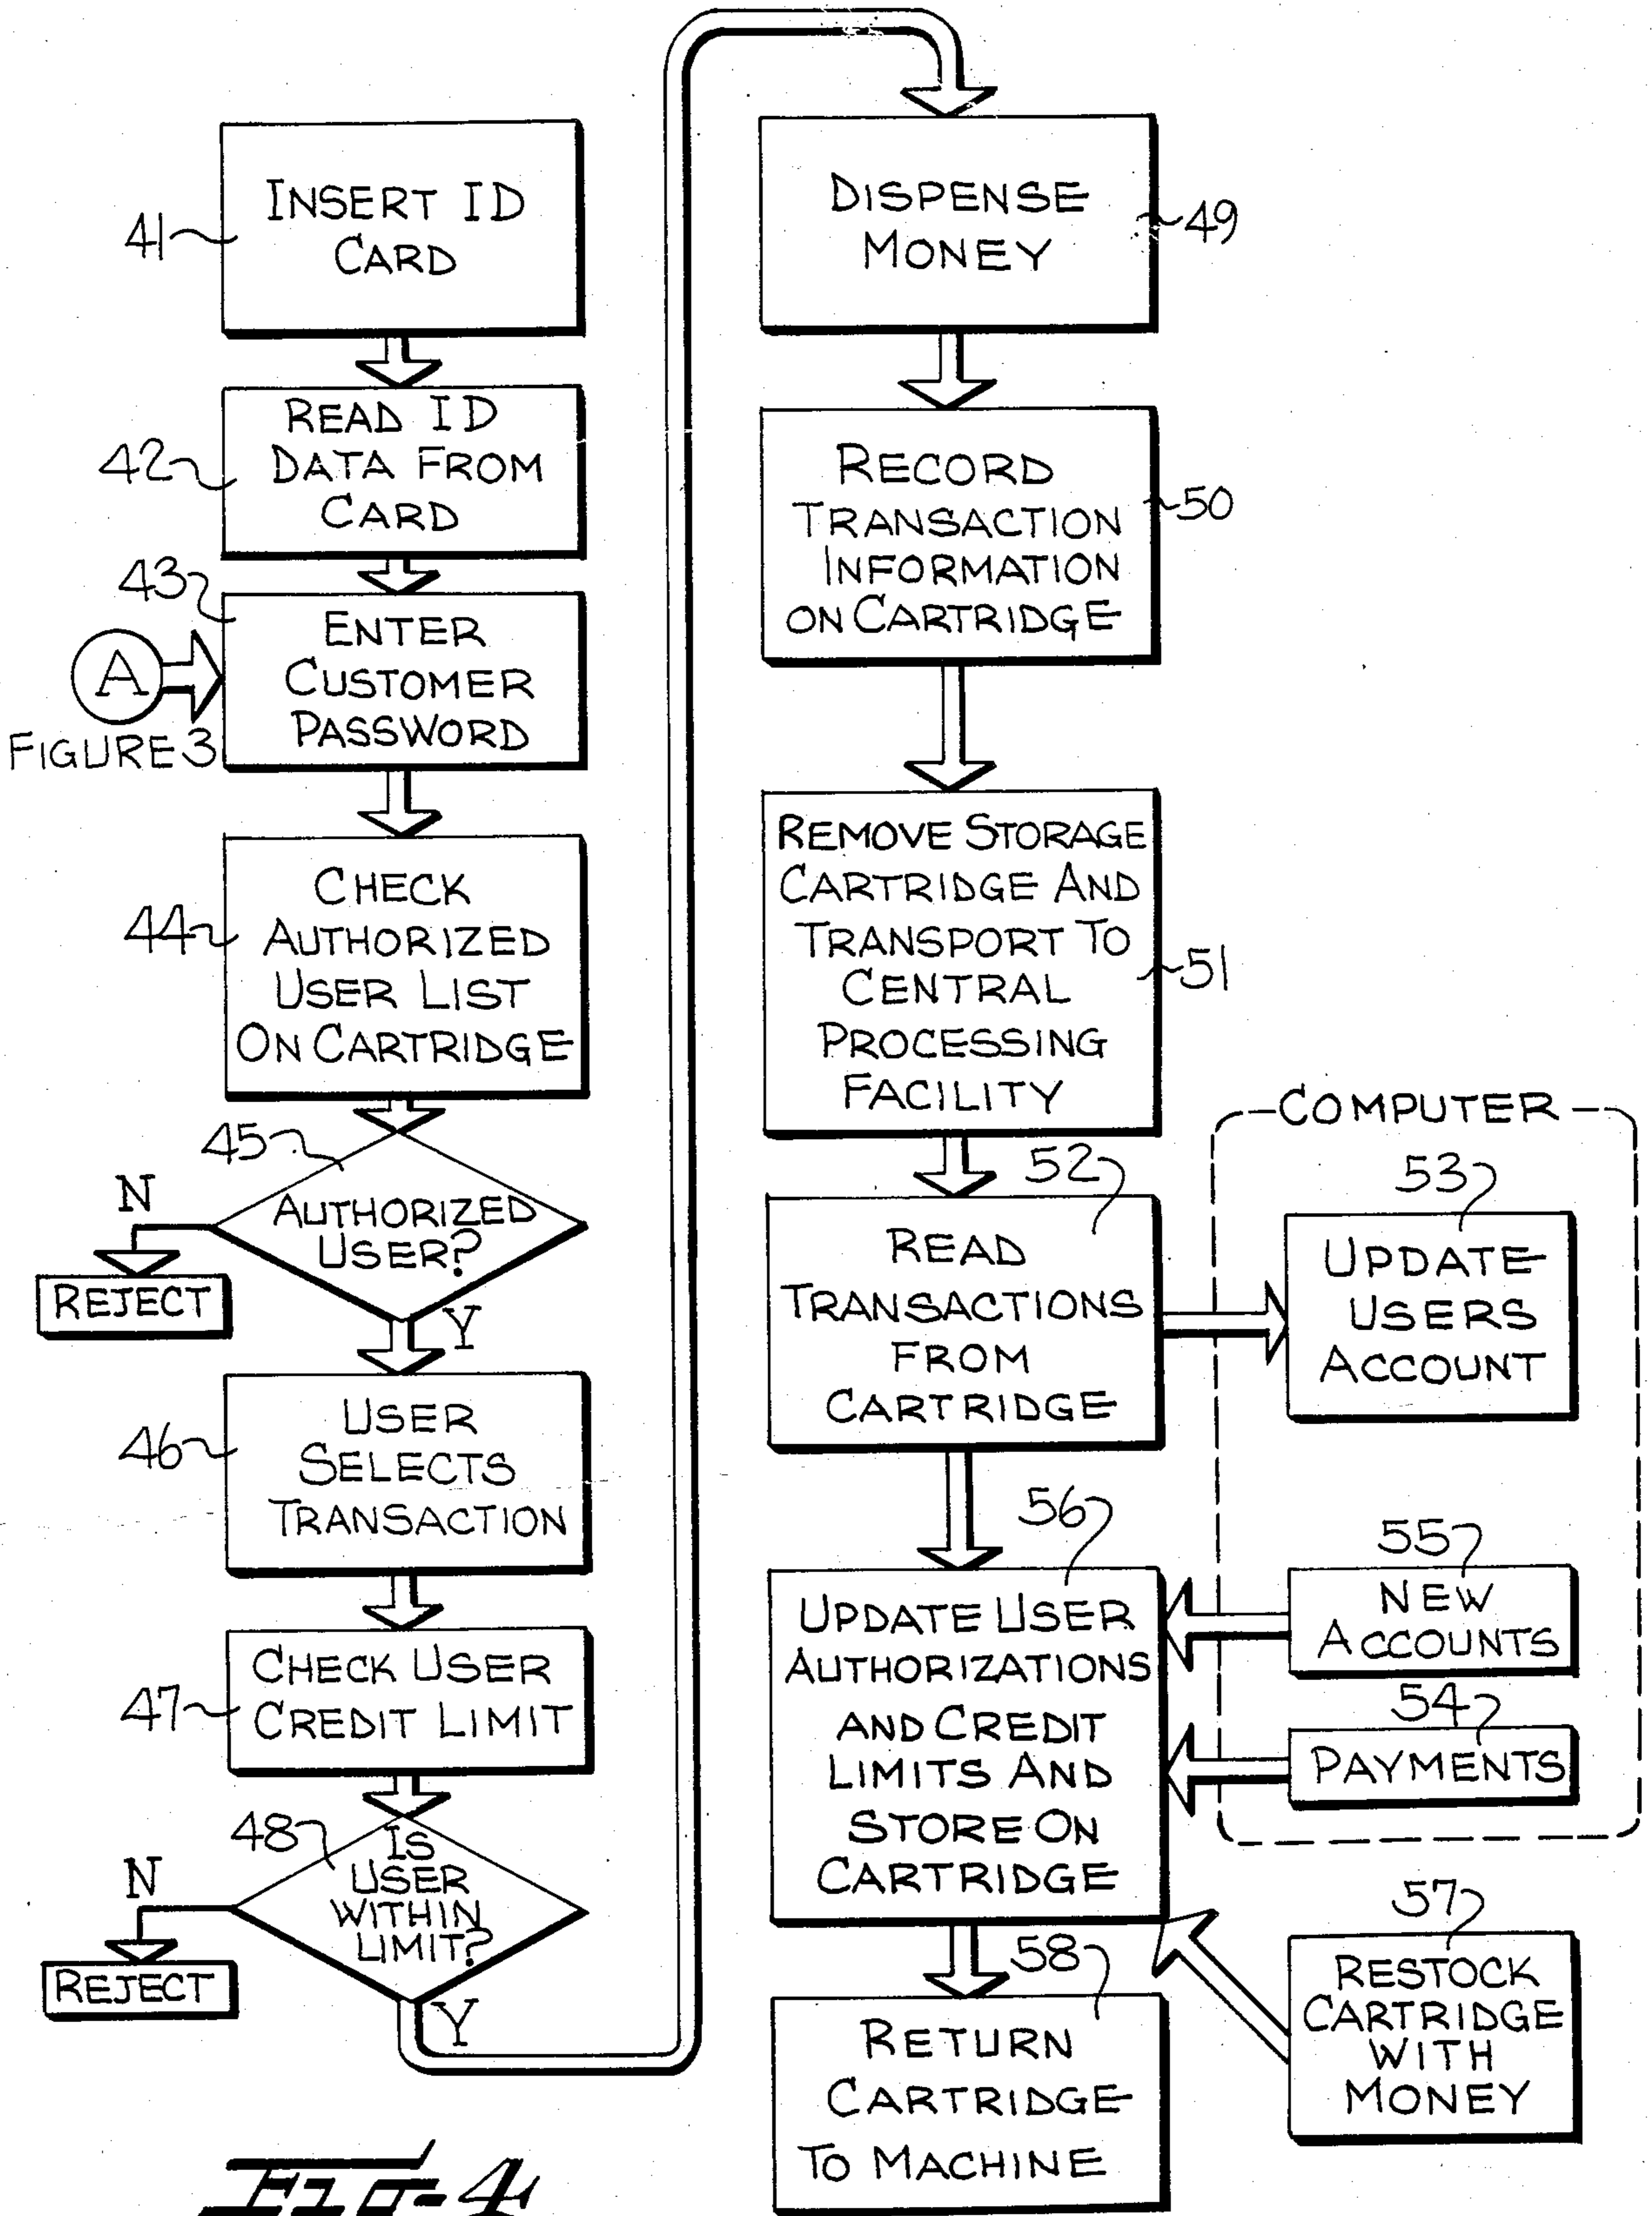 41
INSERT ID
CARD
42
READ ID
DATA FROM
CARD
43
A
FIGURE 3
ENTER
CUSTOMER
PASSWORD
44
CHECK
AUTHORIZED
USER LIST
ON CARTRIDGE
45
AUTHORIZED
USER?
N
REJECT
Y
46
USER
SELECTS
TRANSACTION
47
CHECK USER
CREDIT LIMIT
48
IS
USER
WITHIN
LIMIT?
N
REJECT
Y
DISPENSE
MONEY
49
RECORD
TRANSACTION
INFORMATION
ON CARTRIDGE
50
REMOVE STORAGE
CARTRIDGE AND
TRANSPORT TO
CENTRAL
PROCESSING
FACILITY
51
52
READ
TRANSACTIONS
FROM
CARTRIDGE
COMPUTER
53
UPDATE
USERS
ACCOUNT
55
NEW
ACCOUNTS
54
PAYMENTS
56
UPDATE USER
AUTHORIZATIONS
AND CREDIT
LIMITS AND
STORE ON
CARTRIDGE
57
RESTOCK
CARTRIDGE
WITH
MONEY
58
RETURN
CARTRIDGE
TO MACHINE
FIG-4